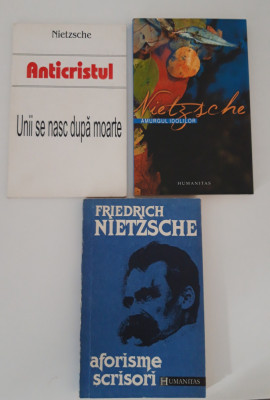 Nietzsche
Anticristul
Unii se nasc după moarte
Nietzsche
AMURGUL IDOLILOR
HUMANITAS
FRIEDRICH
NIETZSCHE
aforisme
scrisori
HUMANITAS